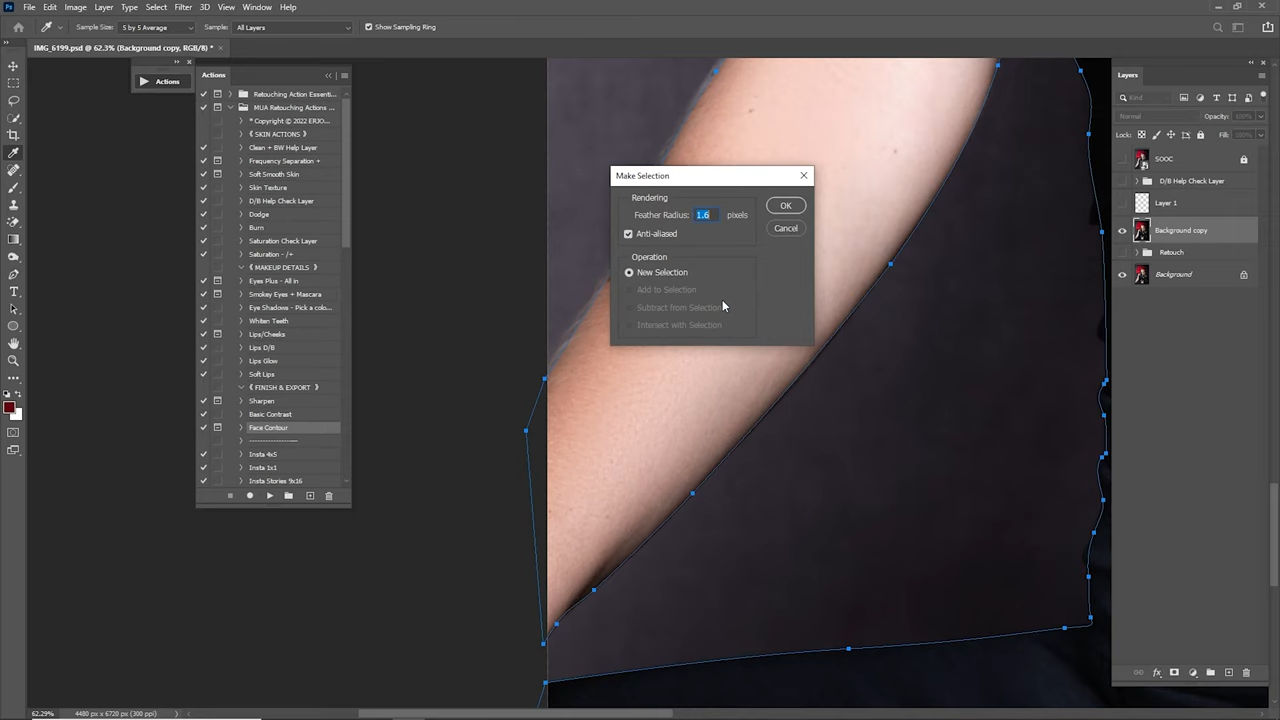 Ps File Edit Image Layer Type Select Filter 3D View Window Help
Sample Size: 5 by 5 Average Sample: All Layers Show Sampling Ring
IMG_6199.psd @ 62.3% (Background copy, RGB/8) *
Actions
Actions
Retouching Action Essenti...
MUA Retouching Actions ...
* Copyright © 2022 ERJO...
《 SKIN ACTIONS 》
Clean + BW Help Layer
Frequency Separation +
Soft Smooth Skin
Skin Texture
D/B Help Check Layer
Dodge
Burn
Saturation Check Layer
Saturation - /+
《 MAKEUP DETAILS 》
Eyes Plus - All in
Smokey Eyes + Mascara
Eye Shadows - Pick a colo...
Whiten Teeth
Lips/Cheeks
Lips D/B
Lips Glow
Soft Lips
《 FINISH & EXPORT 》
Sharpen
Basic Contrast
Face Contour
------------------
Insta 4x5
Insta 1x1
Insta Stories 9x16
Make Selection
Rendering
Feather Radius: 1.6 pixels
Anti-aliased
OK
Cancel
Operation
New Selection
Add to Selection
Subtract from Selection
Intersect with Selection
Layers
Kind
Normal Opacity: 100%
Lock: Fill: 100%
SOOC
D/B Help Check Layer
Layer 1
Background copy
Retouch
Background
fx
62.29% 4480 px x 6720 px (300 ppi)